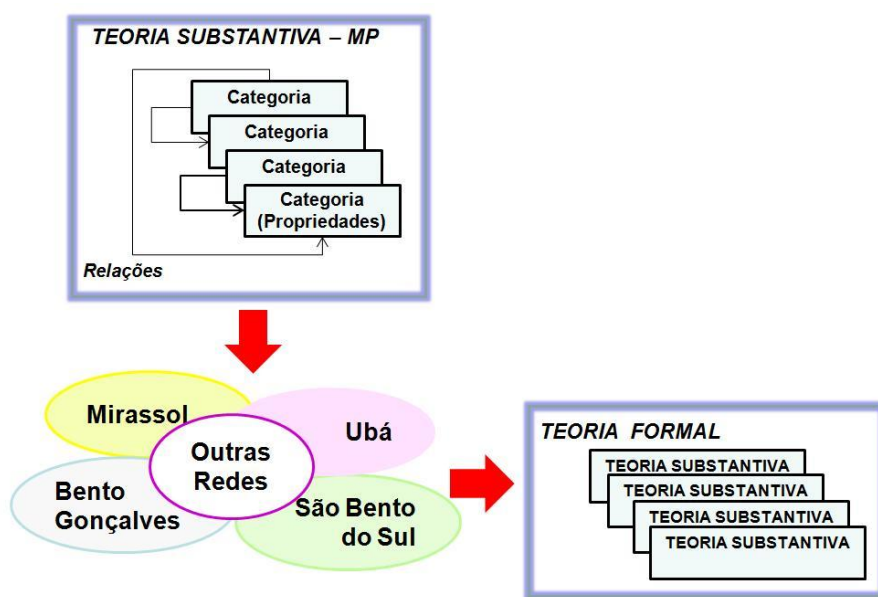 TEORIA SUBSTANTIVA – MP
Categoria
Categoria
Categoria
Categoria
(Propriedades)
Relações
Mirassol
Ubá
Outras
Redes
Bento
Gonçalves
São Bento
do Sul
TEORIA FORMAL
TEORIA SUBSTANTIVA
TEORIA SUBSTANTIVA
TEORIA SUBSTANTIVA
TEORIA SUBSTANTIVA